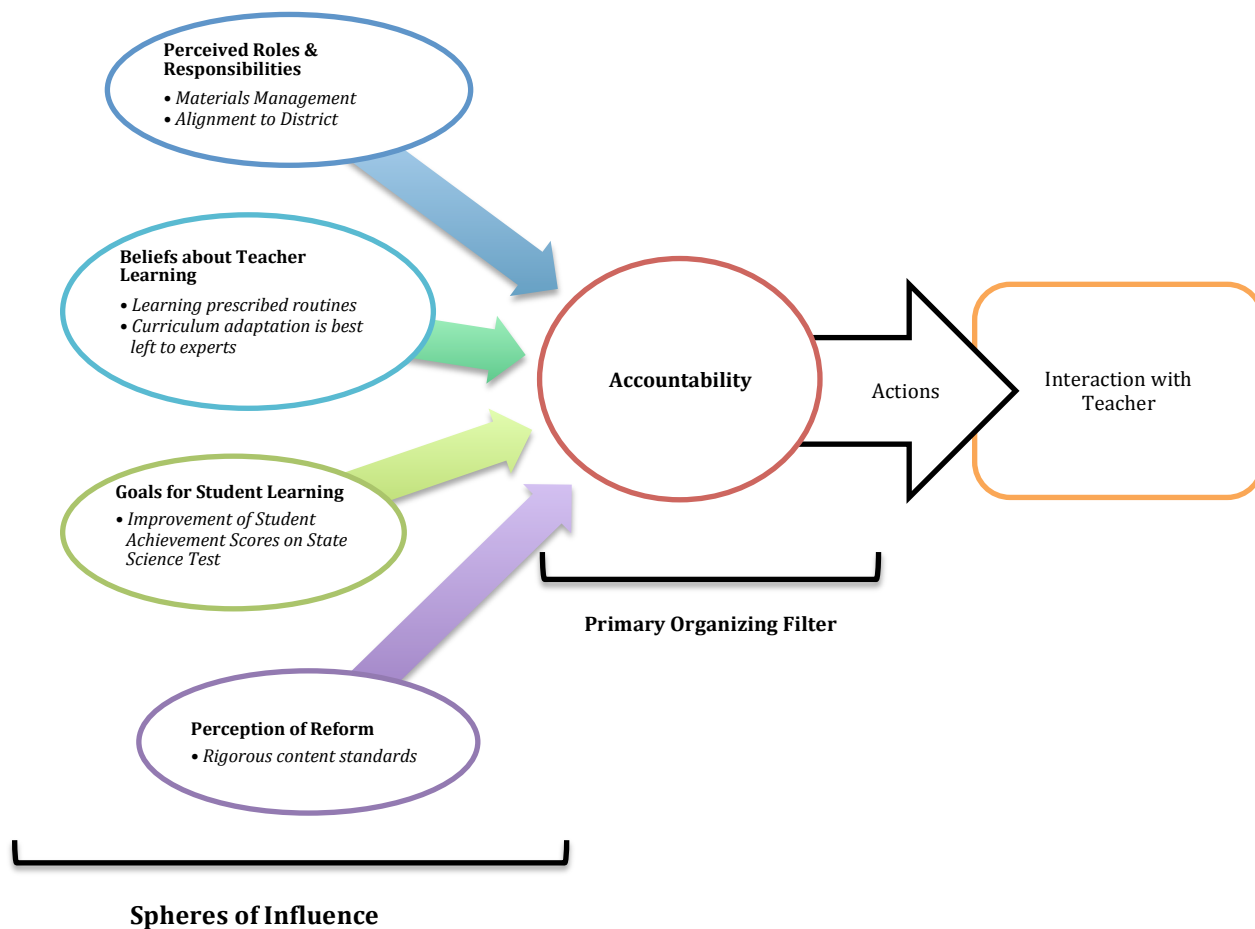 Perceived Roles &
Responsibilities
• Materials Management
• Alignment to District
Beliefs about Teacher
Learning
• Learning prescribed routines
• Curriculum adaptation is best
left to experts
Goals for Student Learning
• Improvement of Student
Achievement Scores on State
Science Test
Perception of Reform
• Rigorous content standards
Spheres of Influence
Accountability
Primary Organizing Filter
Actions
Interaction with
Teacher